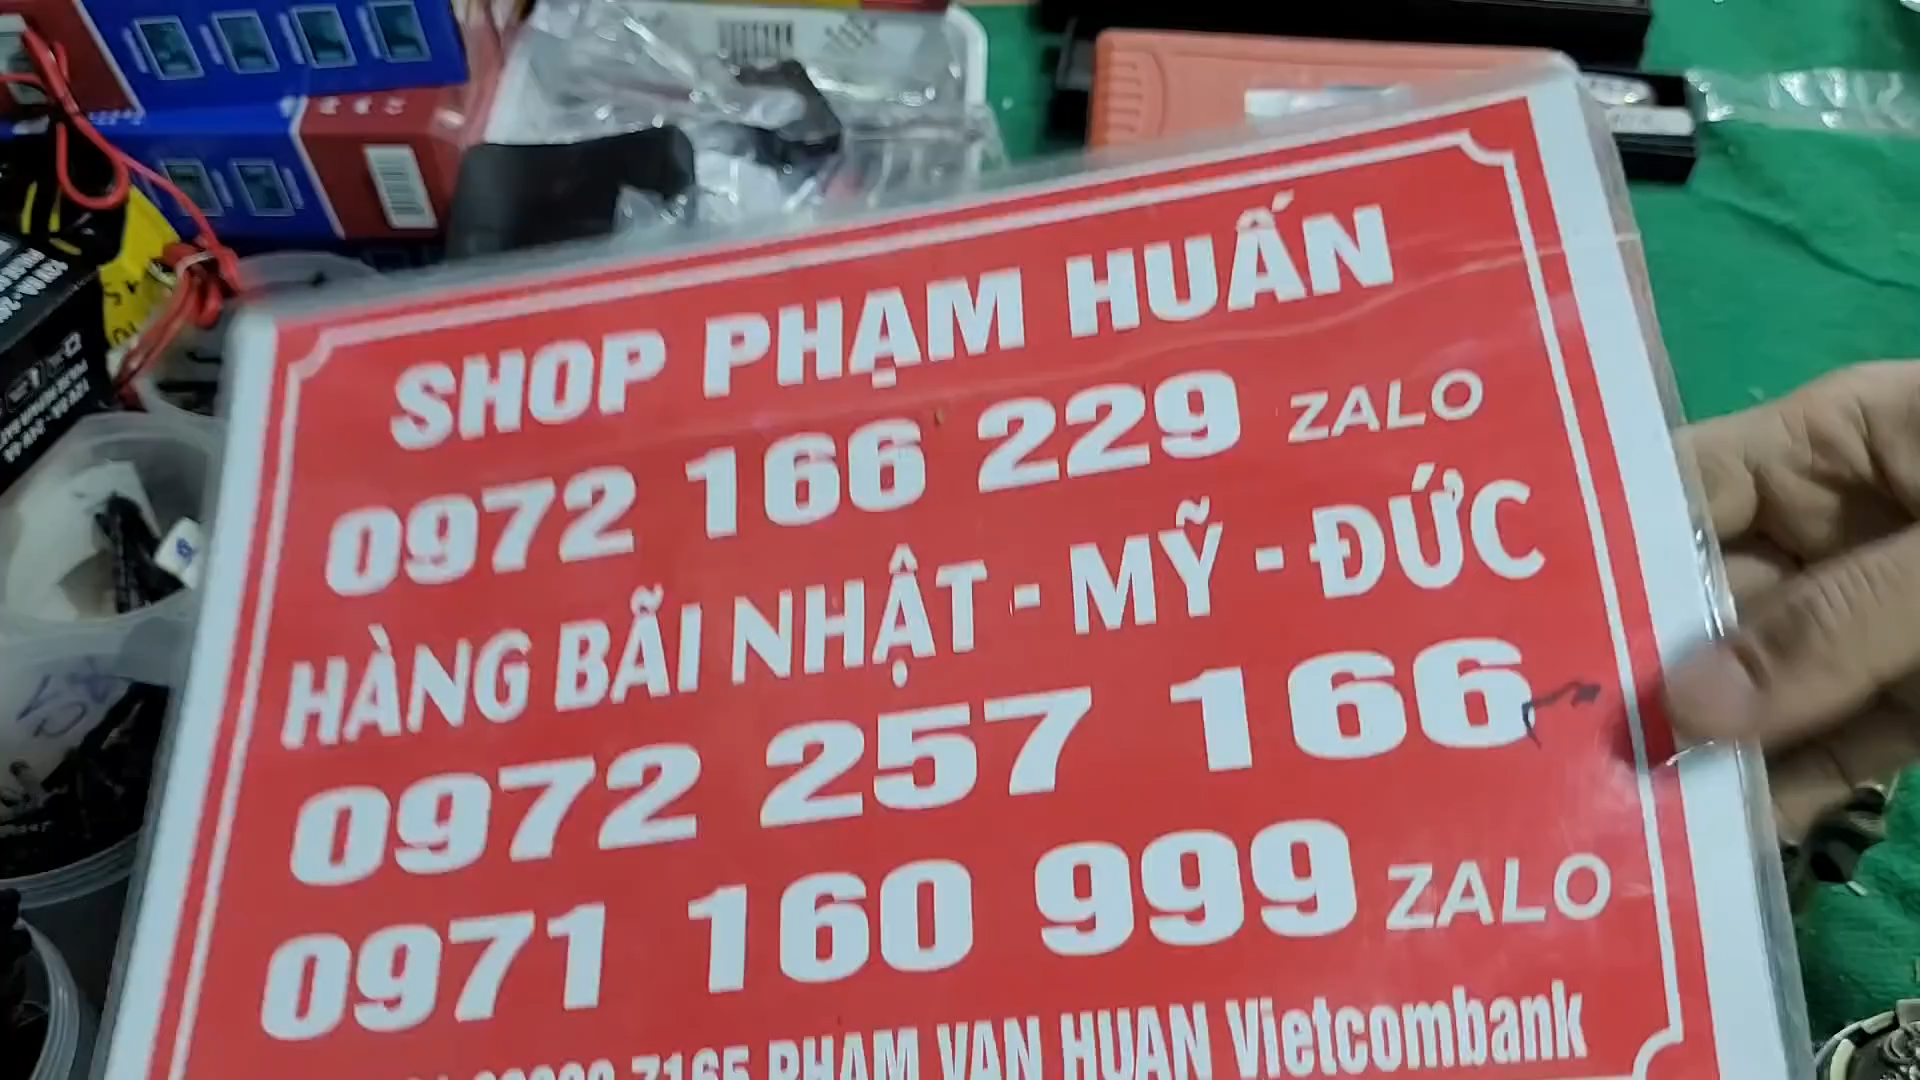 SHOP PHẠM HUẤN
0972 166 229 ZALO
HÀNG BÃI NHẬT - MỸ - ĐỨC
0972 257 166
0971 160 999 ZALO
7165 PHAM VAN HUAN Vietcombank